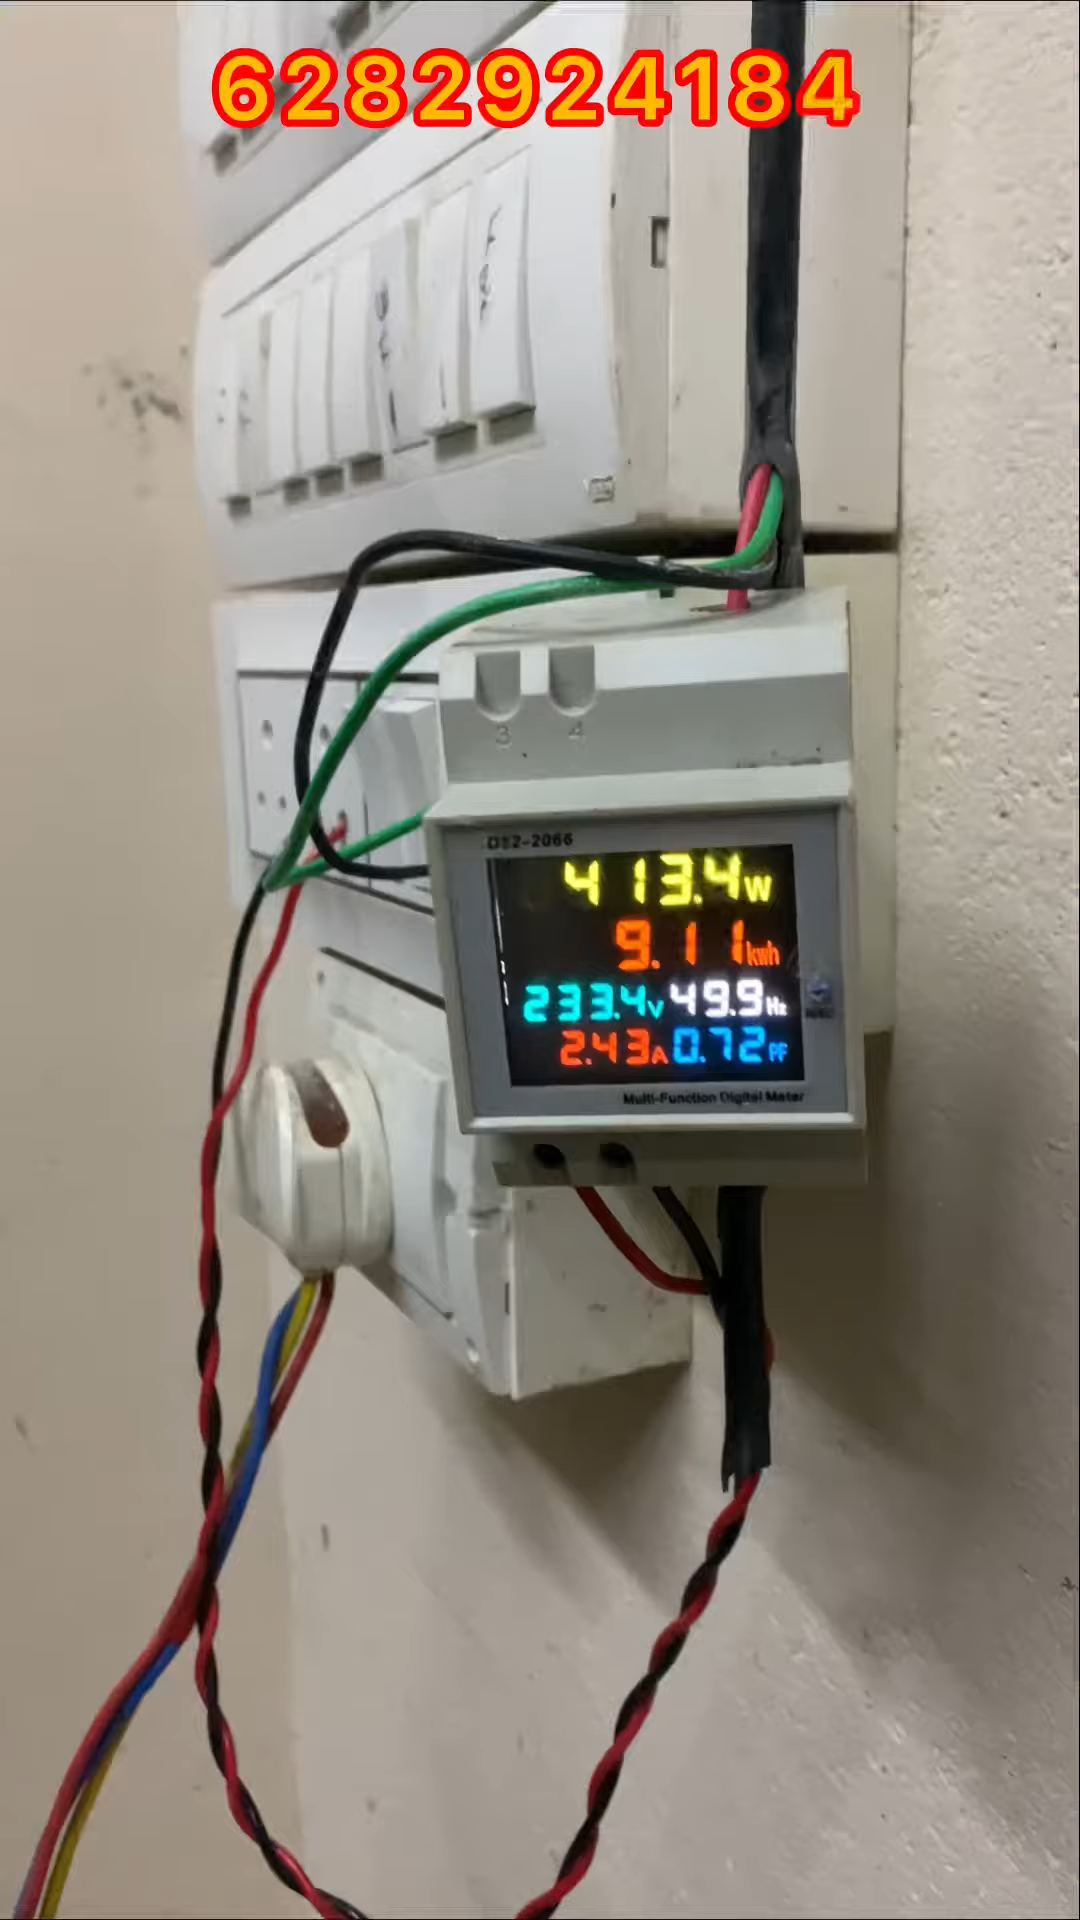 6282924184
3 4
D52-2066
413.4W
9.11kwh
233.4V 49.9Hz
2.43A 0.72PF
Multi-Function Digital Meter